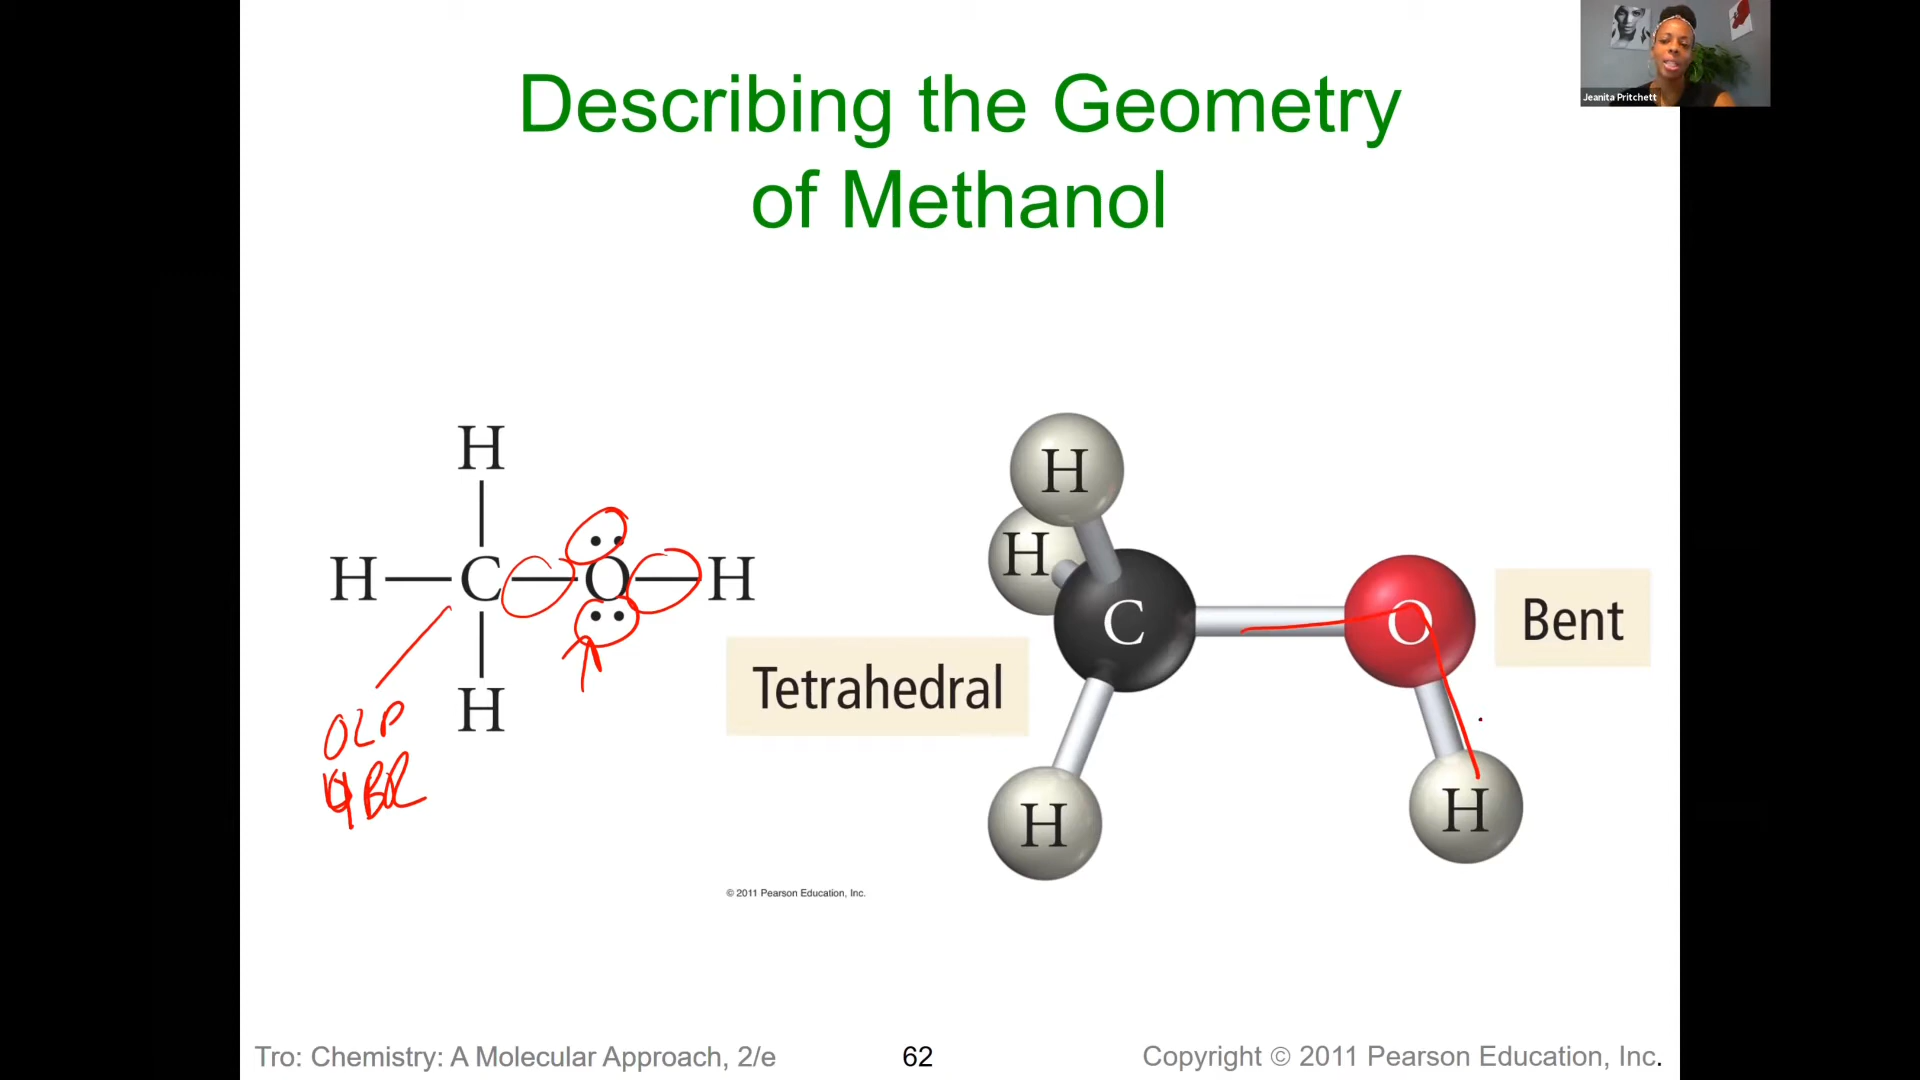 Jeanita Pritchett
Describing the Geometry
of Methanol
H
H C O H
H
OLP
4
H
H
C
O
H
H
Tetrahedral
Bent
© 2011 Pearson Education, Inc.
Tro: Chemistry: A Molecular Approach, 2/e
62
Copyright © 2011 Pearson Education, Inc.